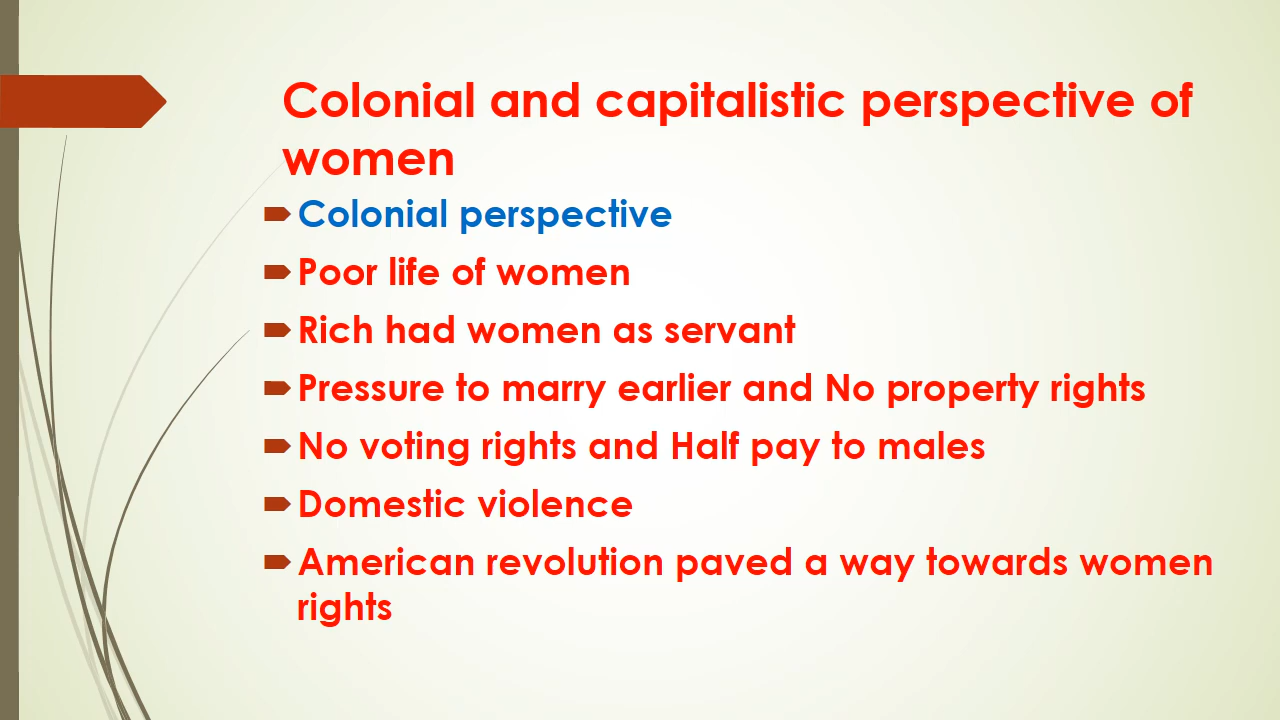 Colonial and capitalistic perspective of
women
Colonial perspective
Poor life of women
Rich had women as servant
Pressure to marry earlier and No property rights
No voting rights and Half pay to males
Domestic violence
American revolution paved a way towards women
rights